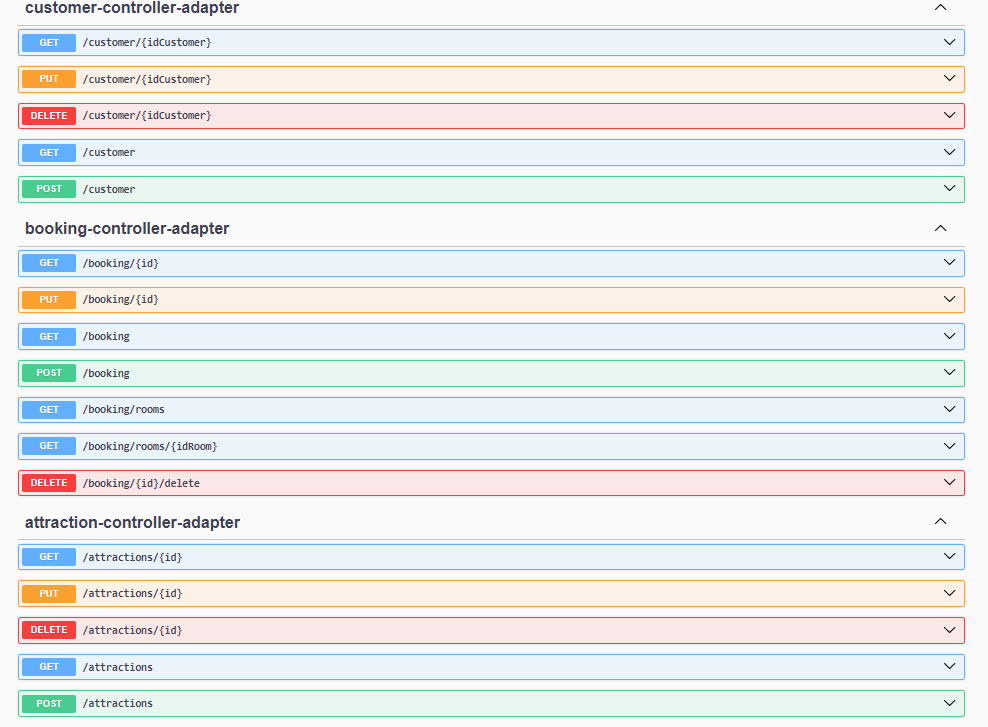 customer-controller-adapter
GET /customer/{idCustomer}
PUT /customer/{idCustomer}
DELETE /customer/{idCustomer}
GET /customer
POST /customer
booking-controller-adapter
GET /booking/{id}
PUT /booking/{id}
GET /booking
POST /booking
GET /booking/rooms
GET /booking/rooms/{idRoom}
DELETE /booking/{id}/delete
attraction-controller-adapter
GET /attractions/{id}
PUT /attractions/{id}
DELETE /attractions/{id}
GET /attractions
POST /attractions